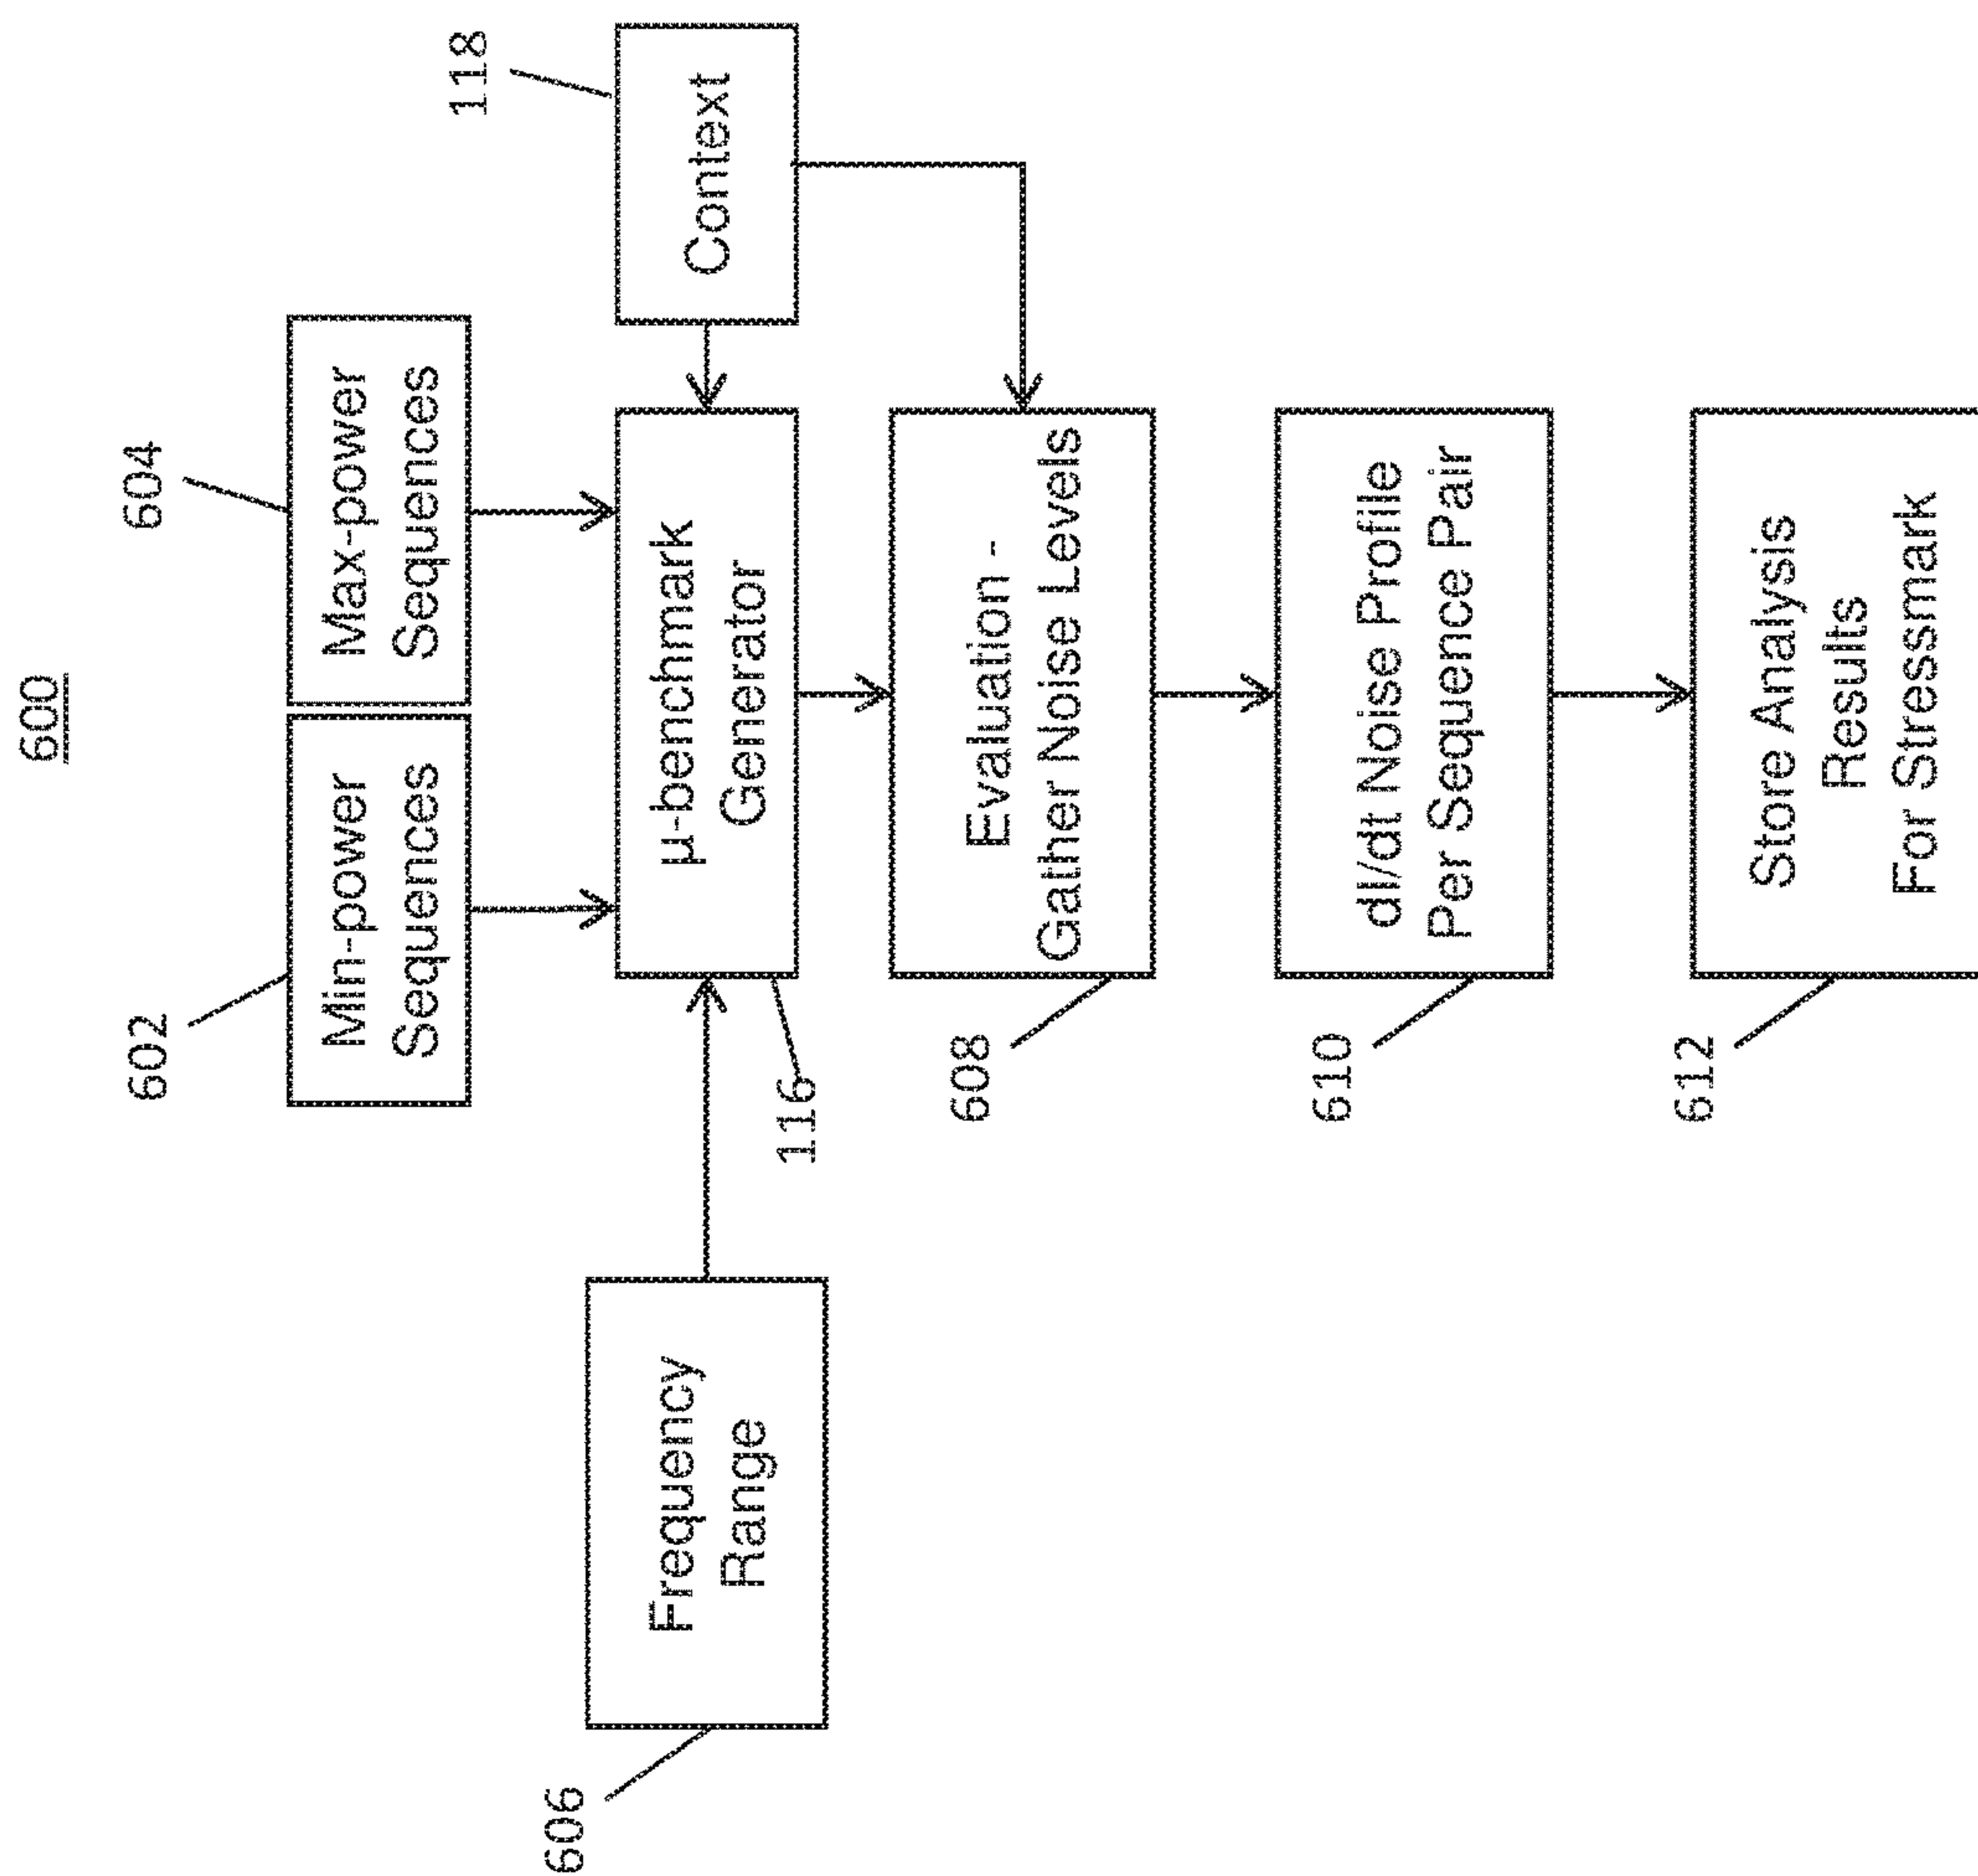 600
602
604
Min-power
Sequences
Max-power
Sequences
118
606
Frequency
Range
µ-benchmark
Generator
Context
116
608
Evaluation -
Gather Noise Levels
610
dI/dt Noise Profile
Per Sequence Pair
612
Store Analysis
Results
For Stressmark